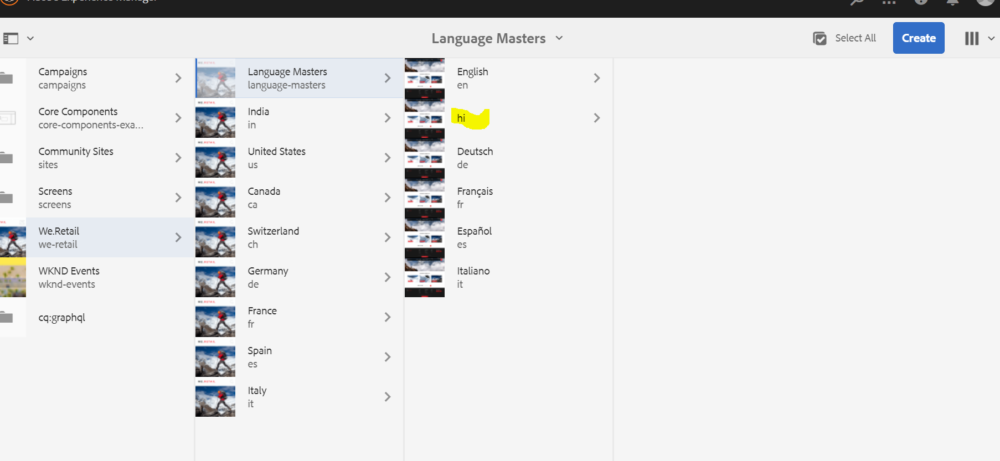 Adobe Experience Manager
Language Masters
Select All
Create
Campaigns
campaigns
Core Components
core-components-exa...
Community Sites
sites
Screens
screens
We.Retail
we-retail
WKND Events
wknd-events
cq:graphql
Language Masters
language-masters
India
in
United States
us
Canada
ca
Switzerland
ch
Germany
de
France
fr
Spain
es
Italy
it
English
en
hi
Deutsch
de
Français
fr
Español
es
Italiano
it